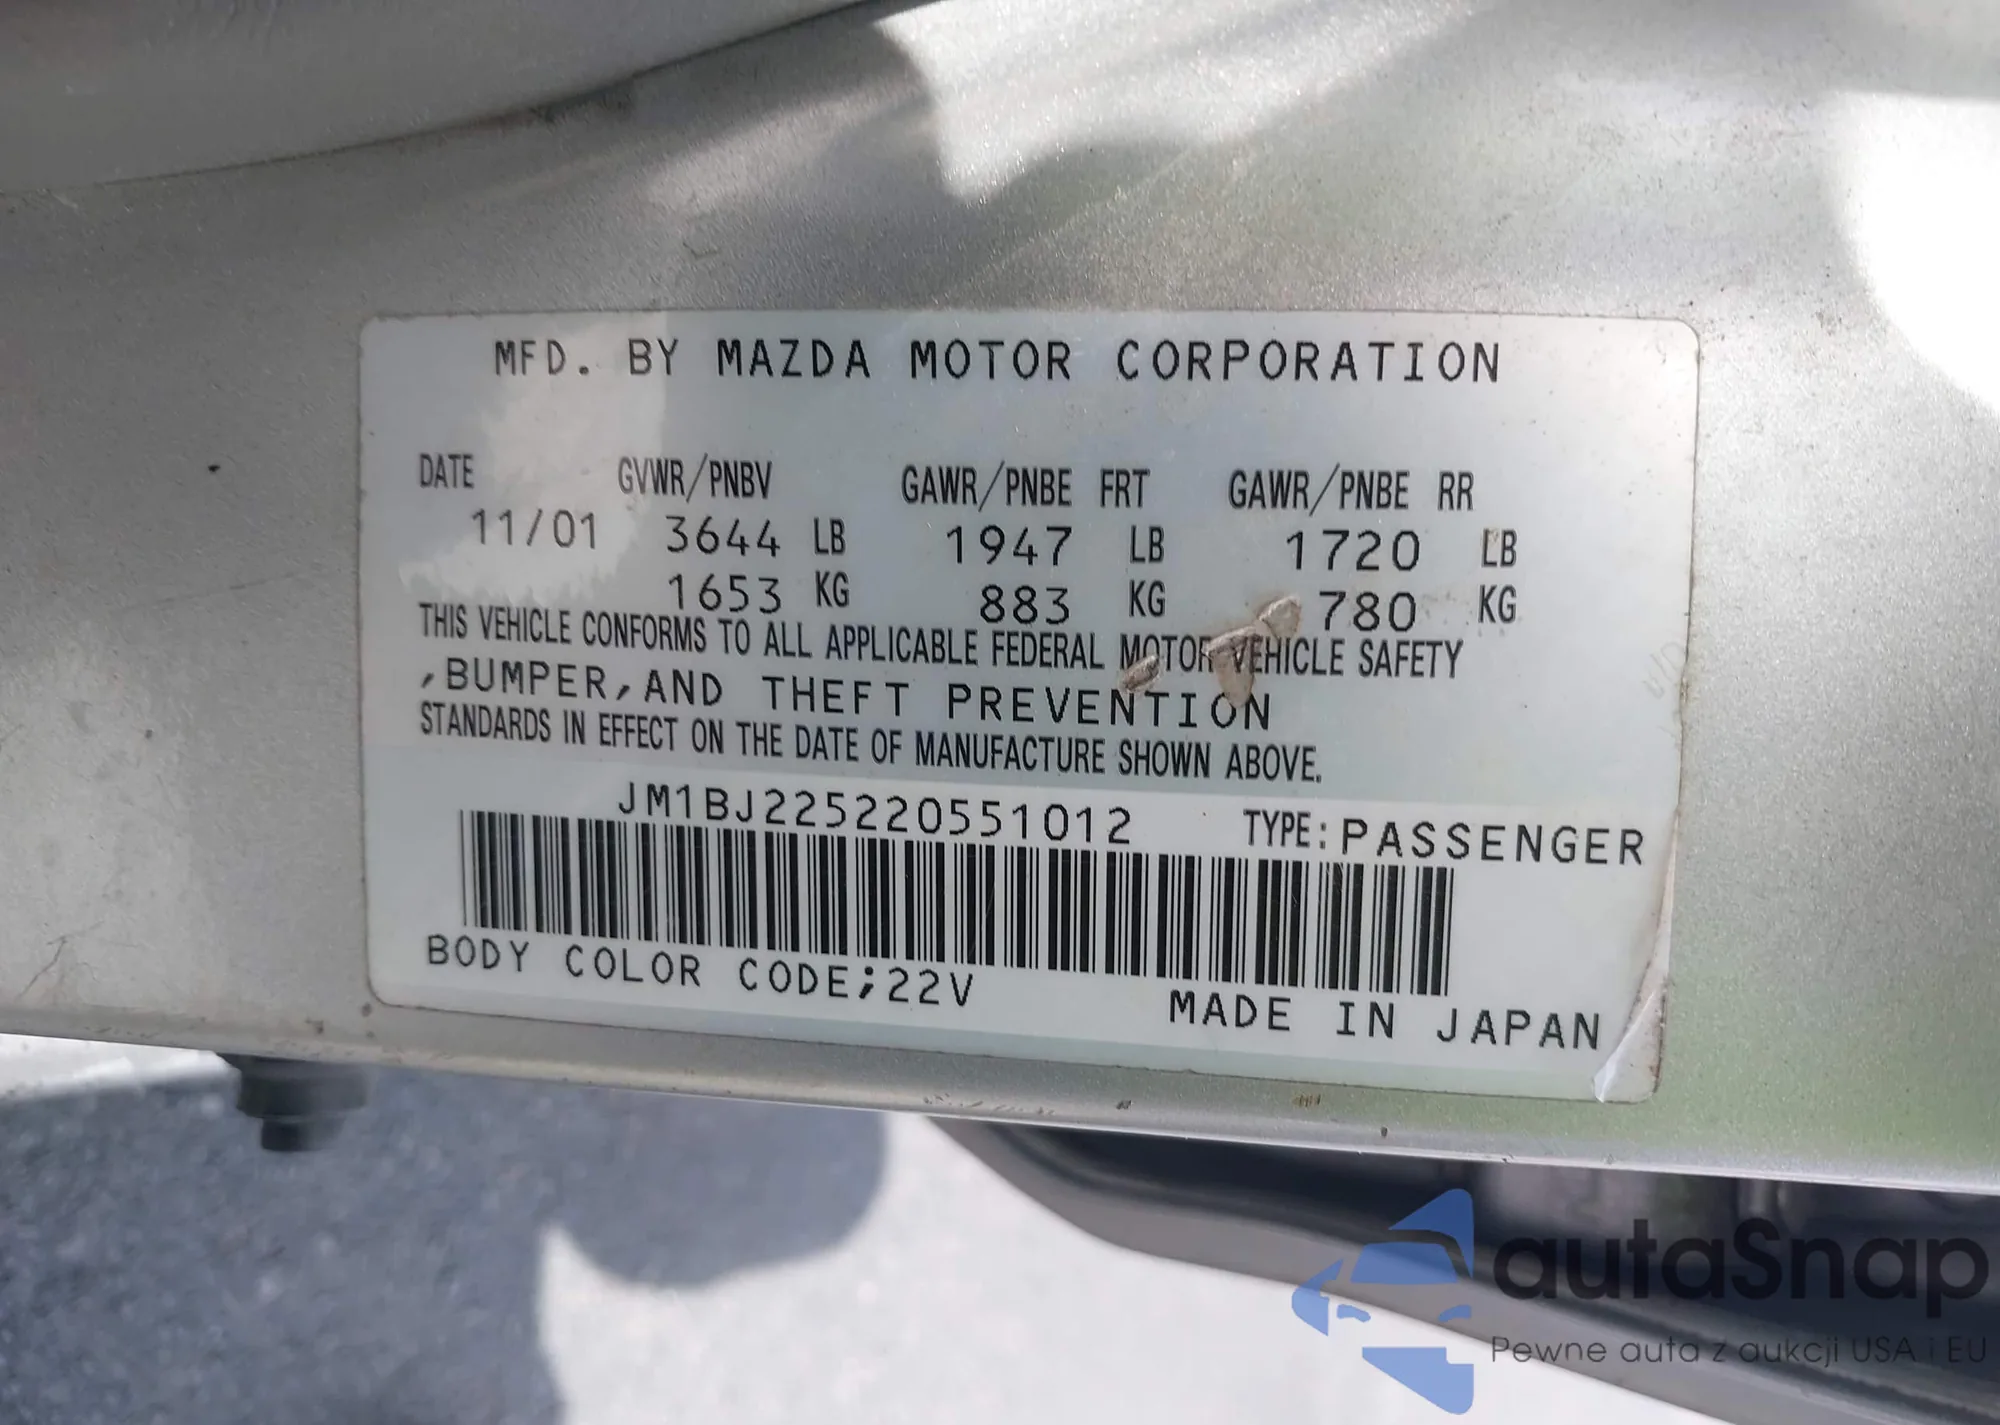 MFD. BY MAZDA MOTOR CORPORATION
DATE GVWR/PNBV GAWR/PNBE FRT GAWR/PNBE RR
11/01 3644 LB 1947 LB 1720 LB
1653 KG 883 KG 780 KG
THIS VEHICLE CONFORMS TO ALL APPLICABLE FEDERAL MOTOR VEHICLE SAFETY
,BUMPER,AND THEFT PREVENTION
STANDARDS IN EFFECT ON THE DATE OF MANUFACTURE SHOWN ABOVE.
JM1BJ225220551012 TYPE:PASSENGER
BODY COLOR CODE;22V
MADE IN JAPAN
autaSnap
Pewne auta z aukcji USA i EU